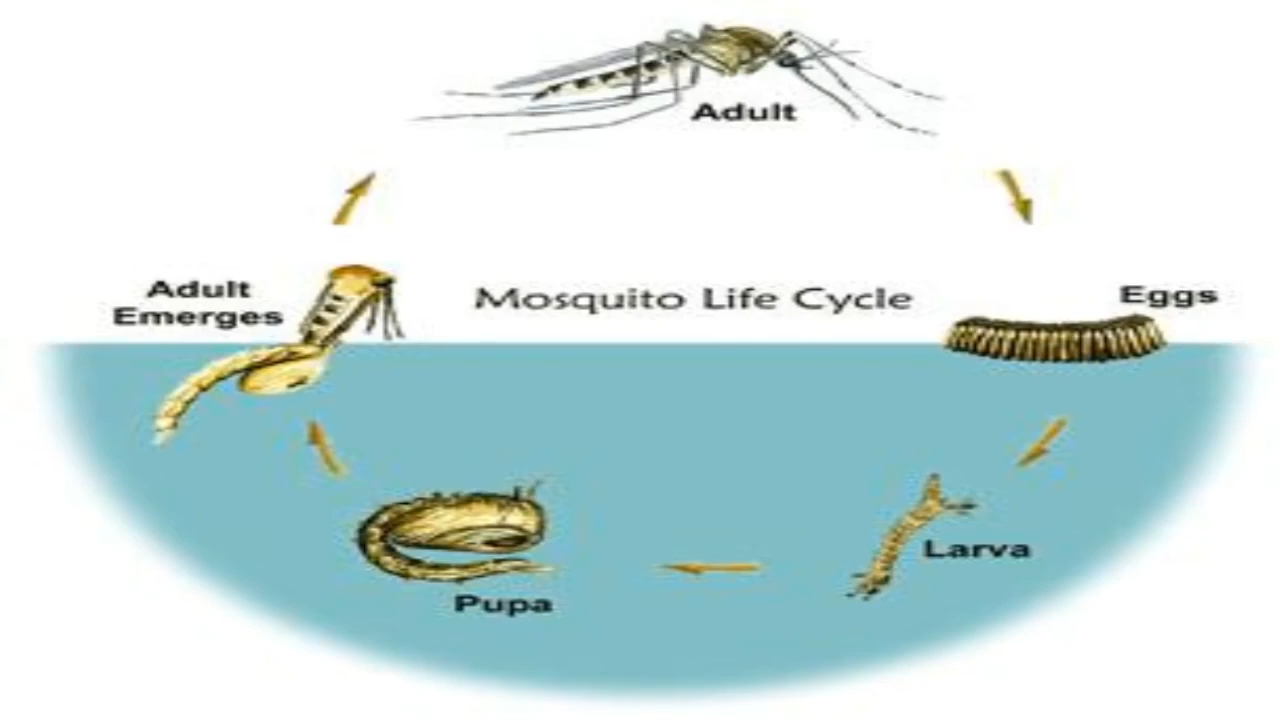 Adult
Adult
Emerges
Mosquito Life Cycle
Eggs
Larva
Pupa